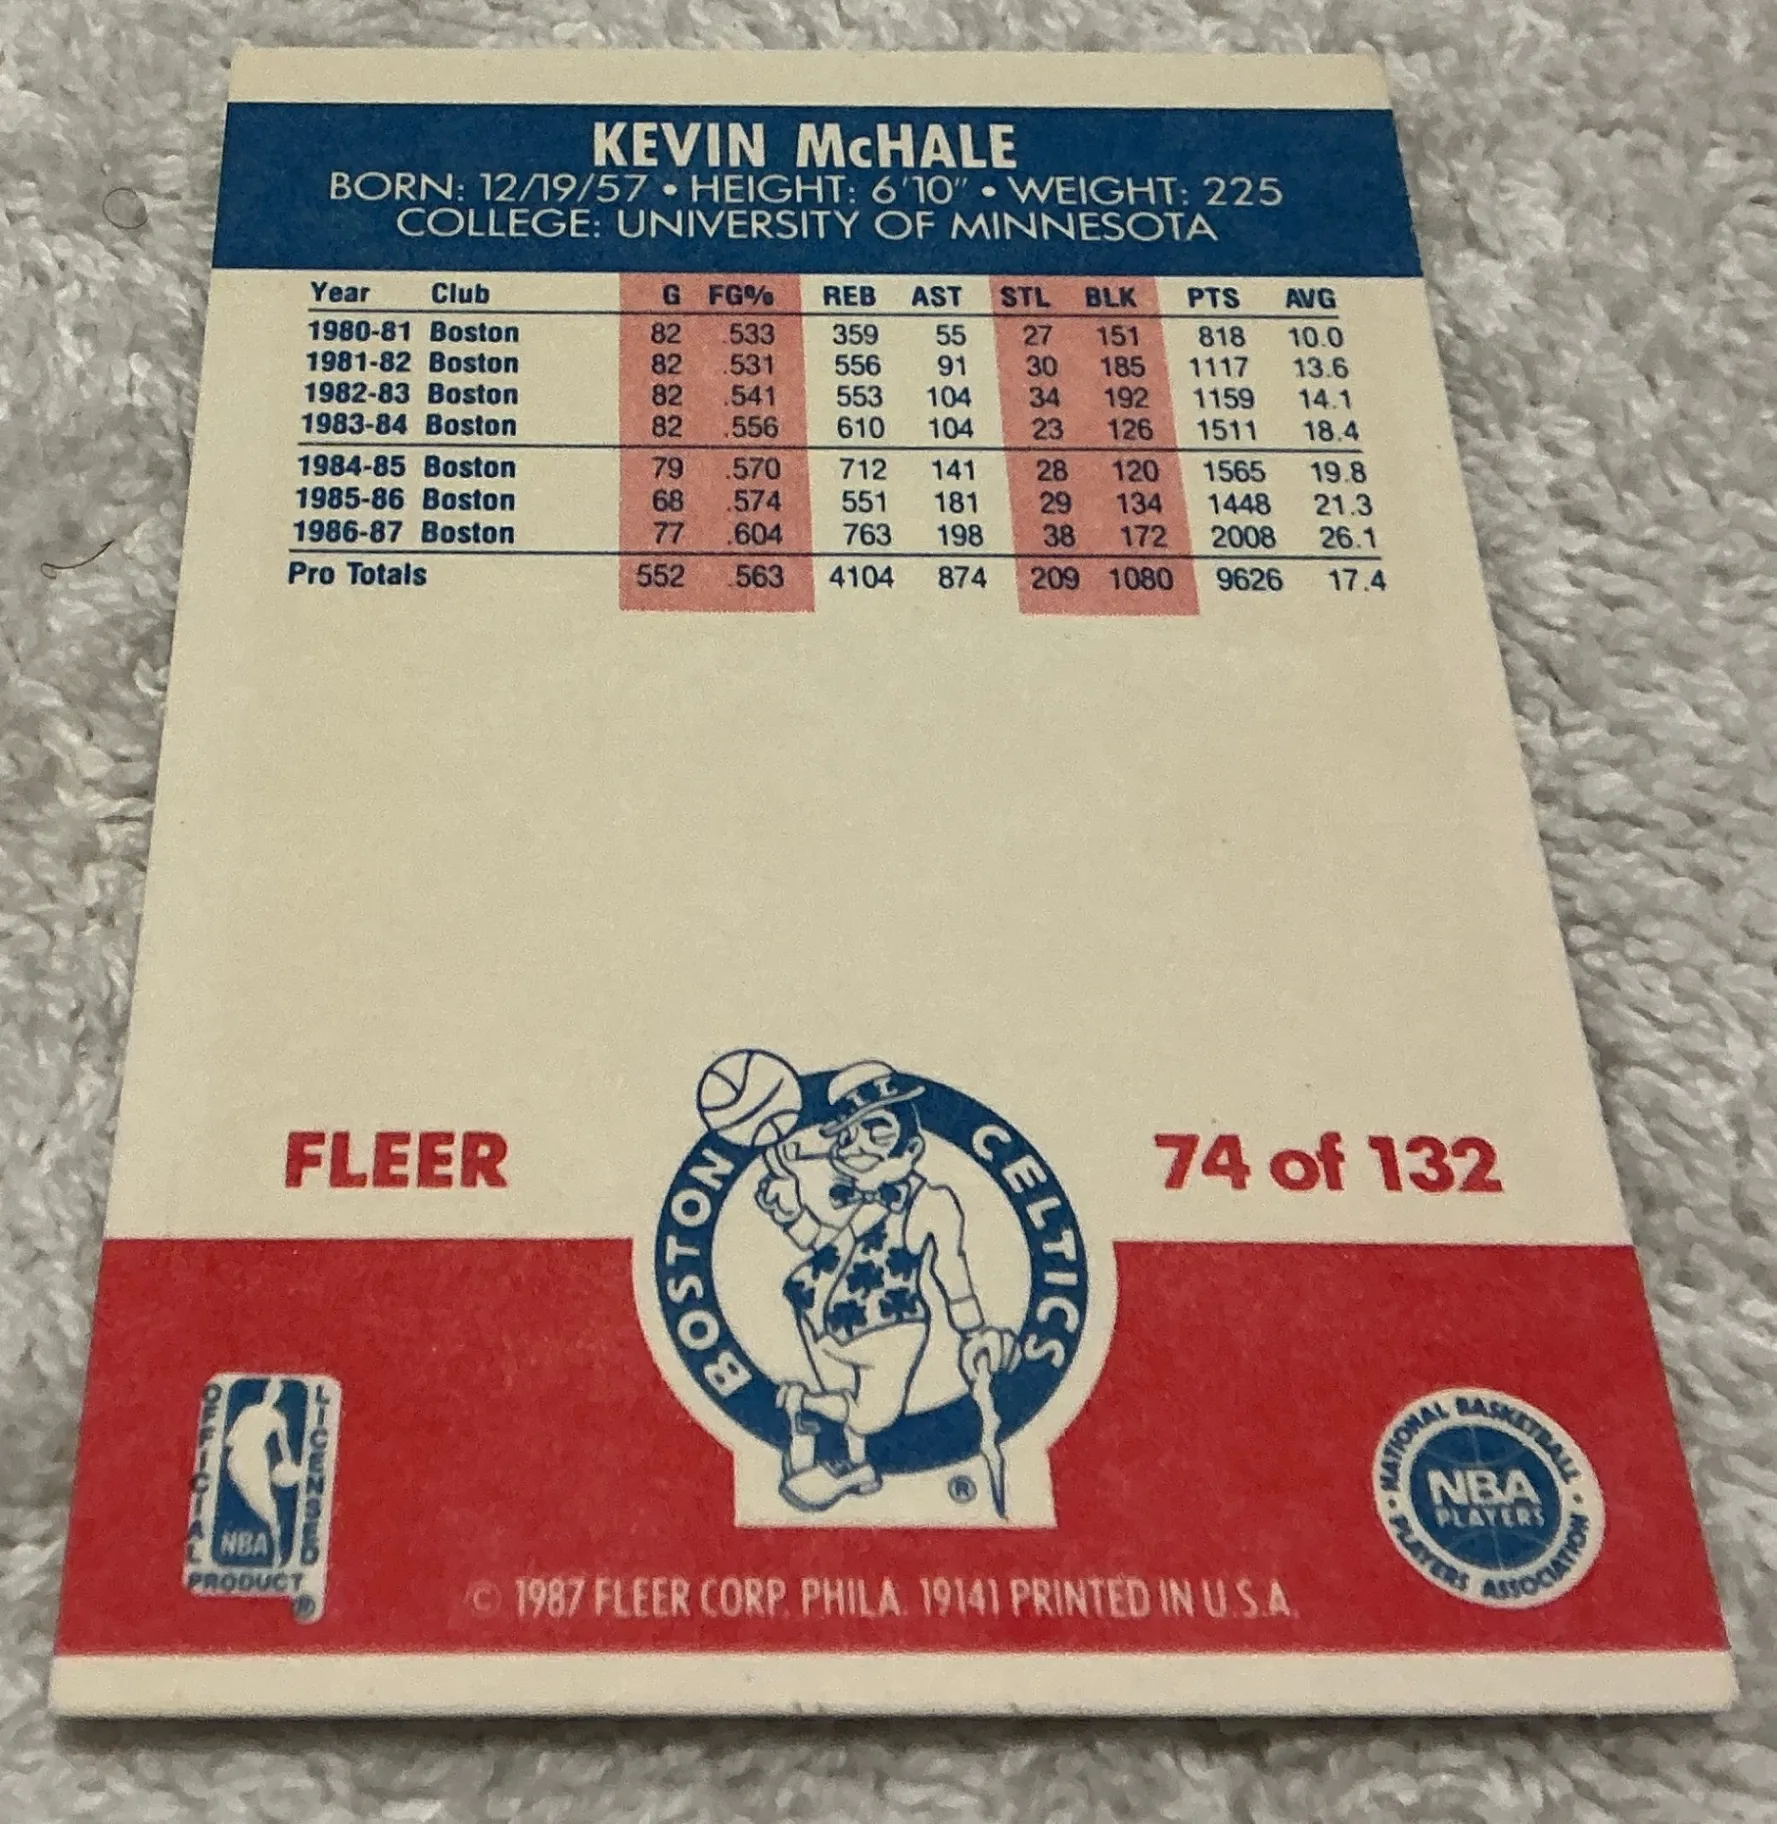 KEVIN McHALE
BORN: 12/19/57 • HEIGHT: 6'10" • WEIGHT: 225
COLLEGE: UNIVERSITY OF MINNESOTA
Year Club G FG% REB AST STL BLK PTS AVG
1980-81 Boston 82 .533 359 55 27 151 818 10.0
1981-82 Boston 82 .531 556 91 30 185 1117 13.6
1982-83 Boston 82 .541 553 104 34 192 1159 14.1
1983-84 Boston 82 .556 610 104 23 126 1511 18.4
1984-85 Boston 79 .570 712 141 28 120 1565 19.8
1985-86 Boston 68 .574 551 181 29 134 1448 21.3
1986-87 Boston 77 .604 763 198 38 172 2008 26.1
Pro Totals 552 .563 4104 874 209 1080 9626 17.4
FLEER
BOSTON CELTICS
®
74 of 132
OFFICIAL LICENSED
NBA
PRODUCT
®
NATIONAL BASKETBALL • PLAYERS ASSOCIATION •
NBA
PLAYERS
© 1987 FLEER CORP. PHILA. 19141 PRINTED IN U.S.A.